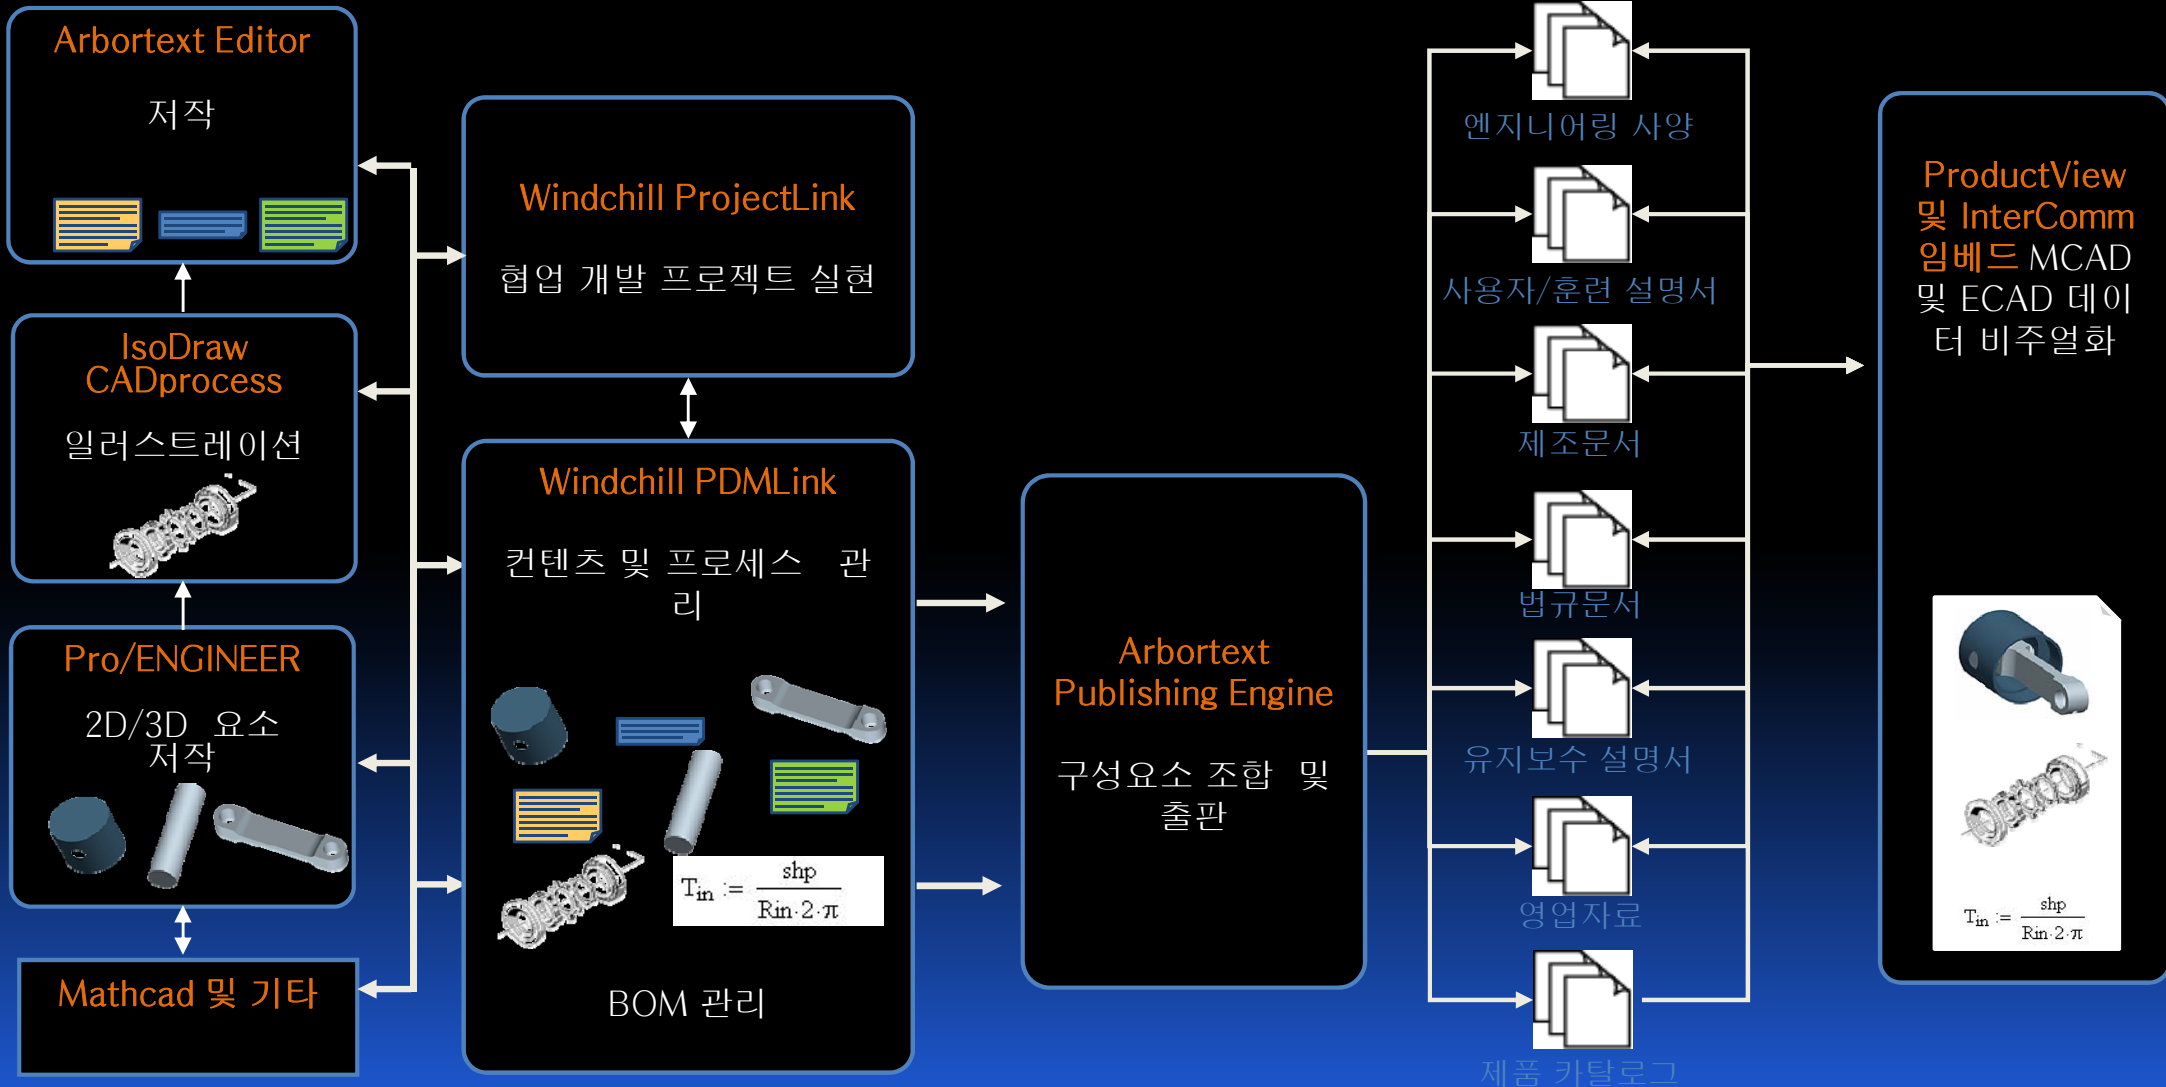 Arbortext Editor
저작
IsoDraw
CADprocess
일러스트레이션
Pro/ENGINEER
2D/3D 요소
저작
Mathcad 및 기타
Windchill ProjectLink
협업 개발 프로젝트 실현
Windchill PDMLink
컨텐츠 및 프로세스 관
리
T_in := shp / Rin·2·π
BOM 관리
Arbortext
Publishing Engine
구성요소 조합 및
출판
엔지니어링 사양
사용자/훈련 설명서
제조문서
법규문서
유지보수 설명서
영업자료
제품 카탈로그
ProductView
및 InterComm
임베드 MCAD
및 ECAD 데이
터 비주얼화
T_in := shp / Rin·2·π